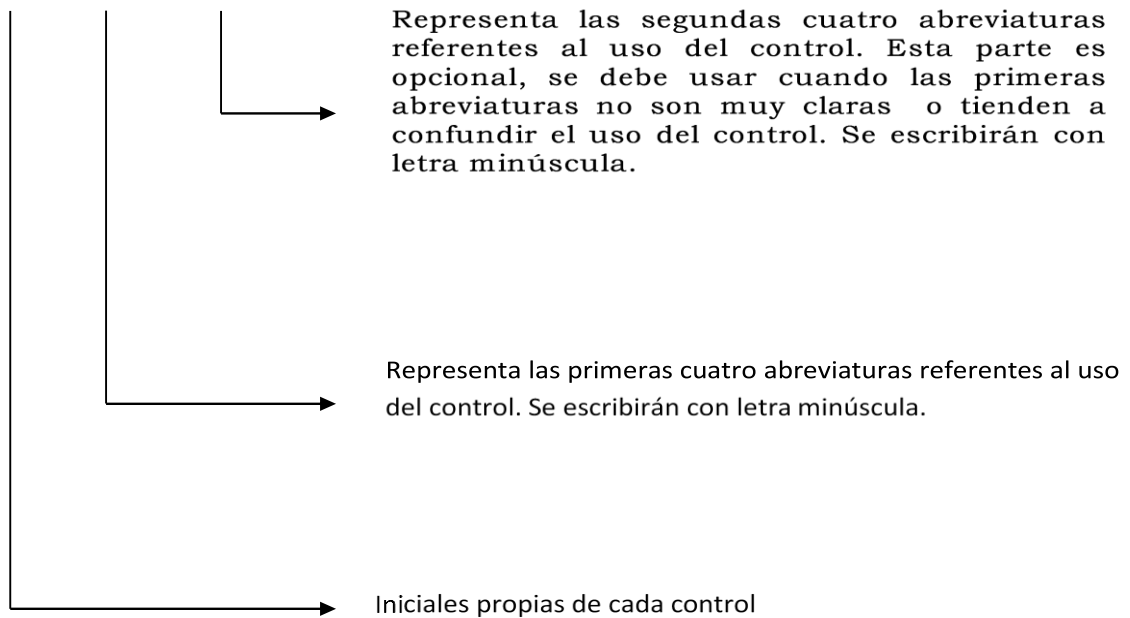 Representa las segundas cuatro abreviaturas
referentes al uso del control. Esta parte es
opcional, se debe usar cuando las primeras
abreviaturas no son muy claras o tienden a
confundir el uso del control. Se escribirán con
letra minúscula.
Representa las primeras cuatro abreviaturas referentes al uso
del control. Se escribirán con letra minúscula.
Iniciales propias de cada control